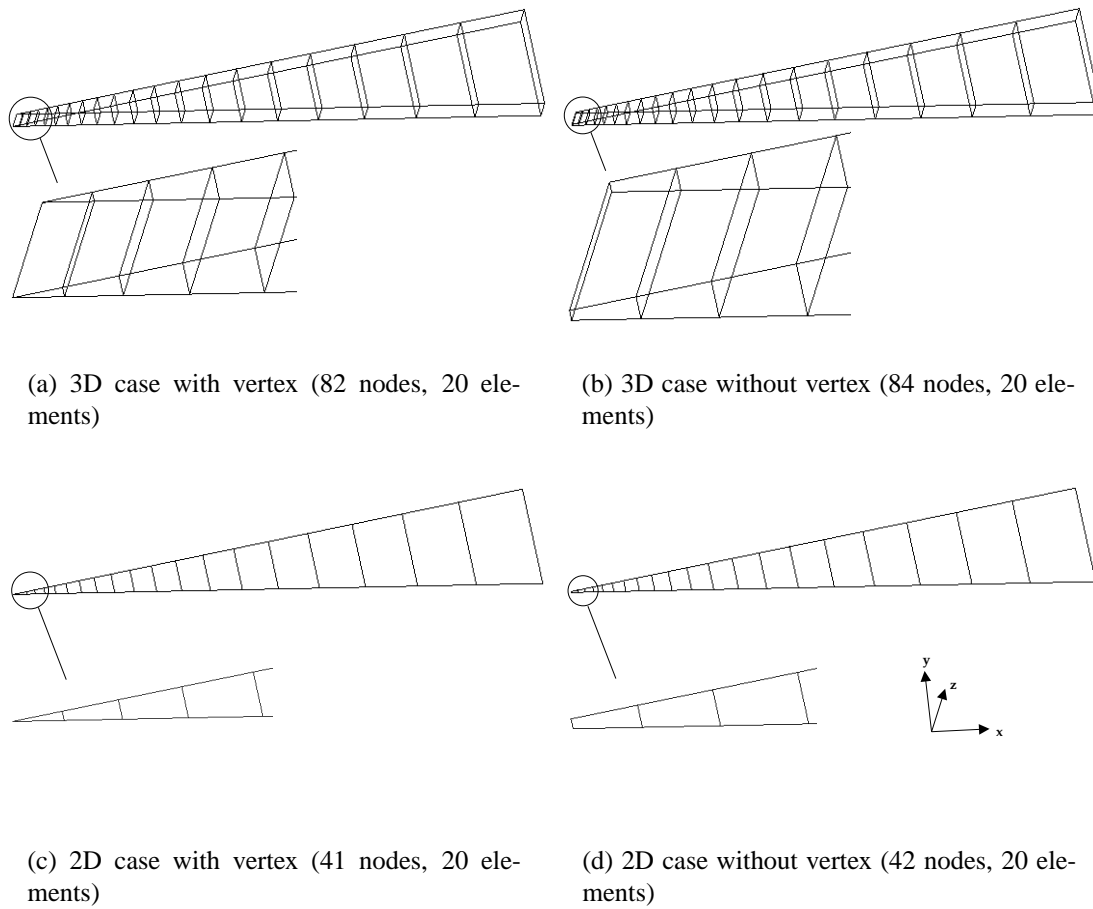 (a) 3D case with vertex (82 nodes, 20 ele-
ments)
(b) 3D case without vertex (84 nodes, 20 ele-
ments)
y
z
x
(c) 2D case with vertex (41 nodes, 20 ele-
ments)
(d) 2D case without vertex (42 nodes, 20 ele-
ments)